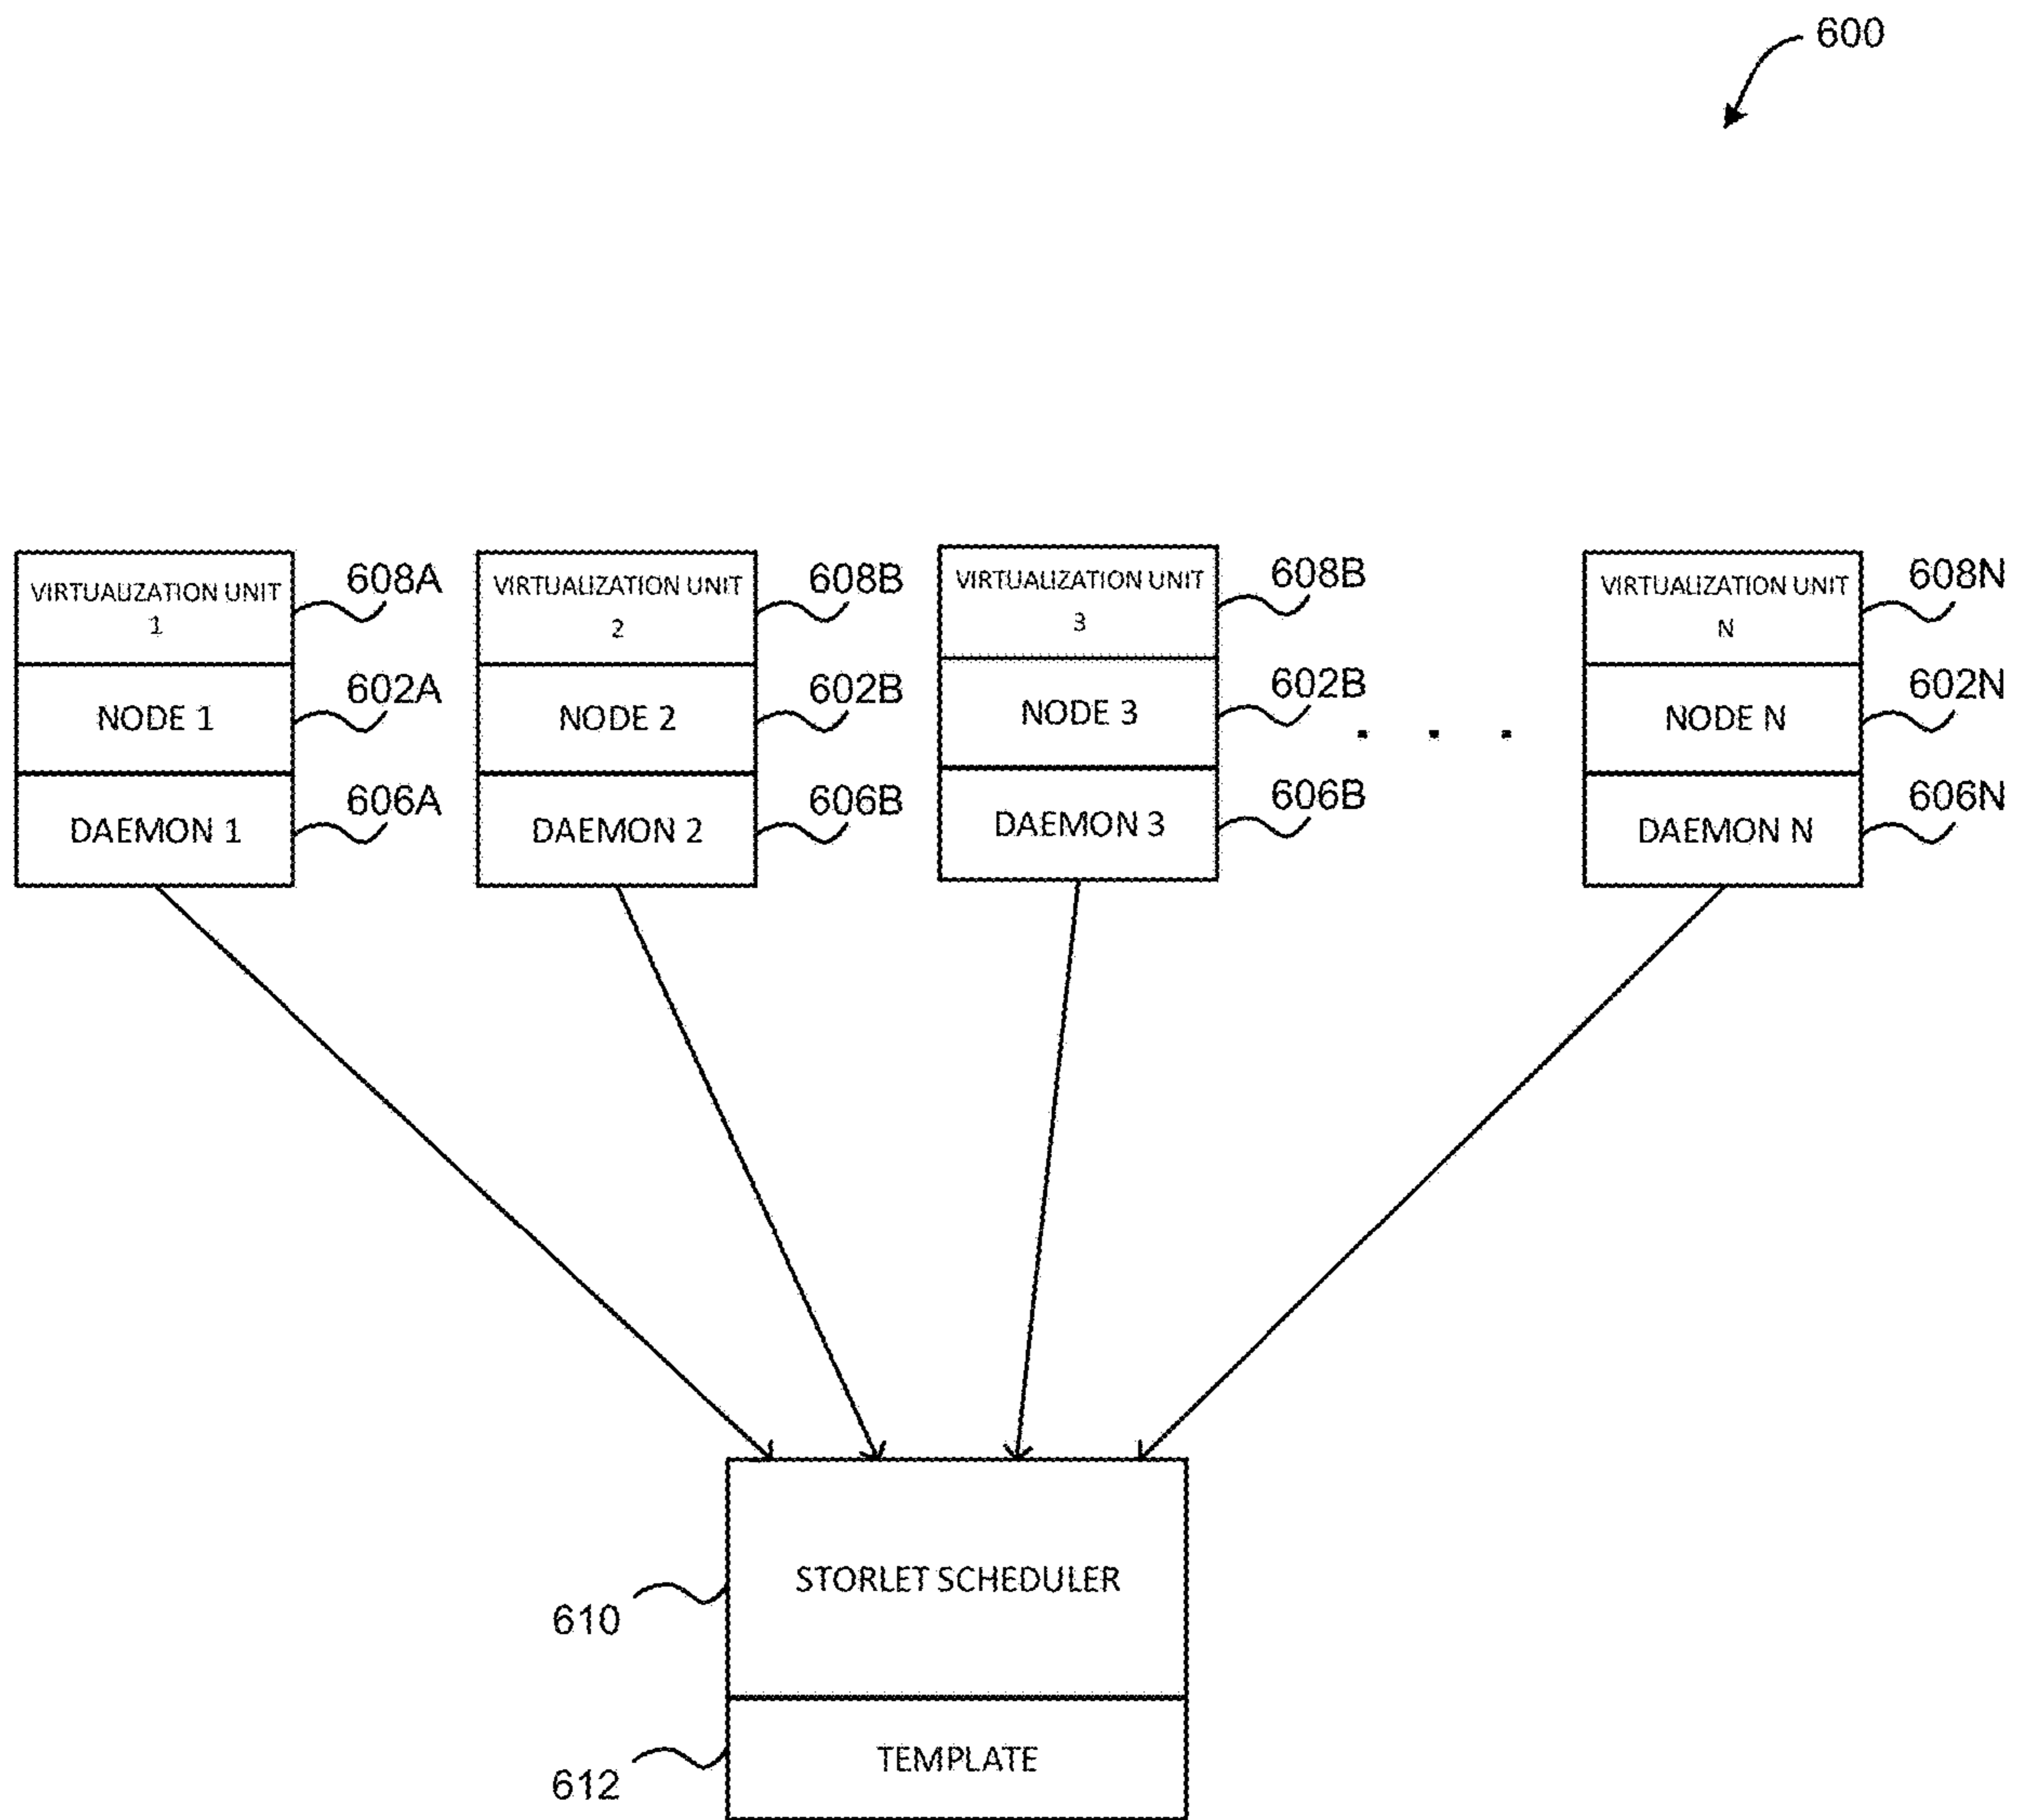 600
VIRTUALIZATION UNIT
1
608A
NODE 1
602A
DAEMON 1
606A
VIRTUALIZATION UNIT
2
608B
NODE 2
602B
DAEMON 2
606B
VIRTUALIZATION UNIT
3
608B
NODE 3
602B
DAEMON 3
606B
. . .
VIRTUALIZATION UNIT
N
608N
NODE N
602N
DAEMON N
606N
STORLET SCHEDULER
610
TEMPLATE
612